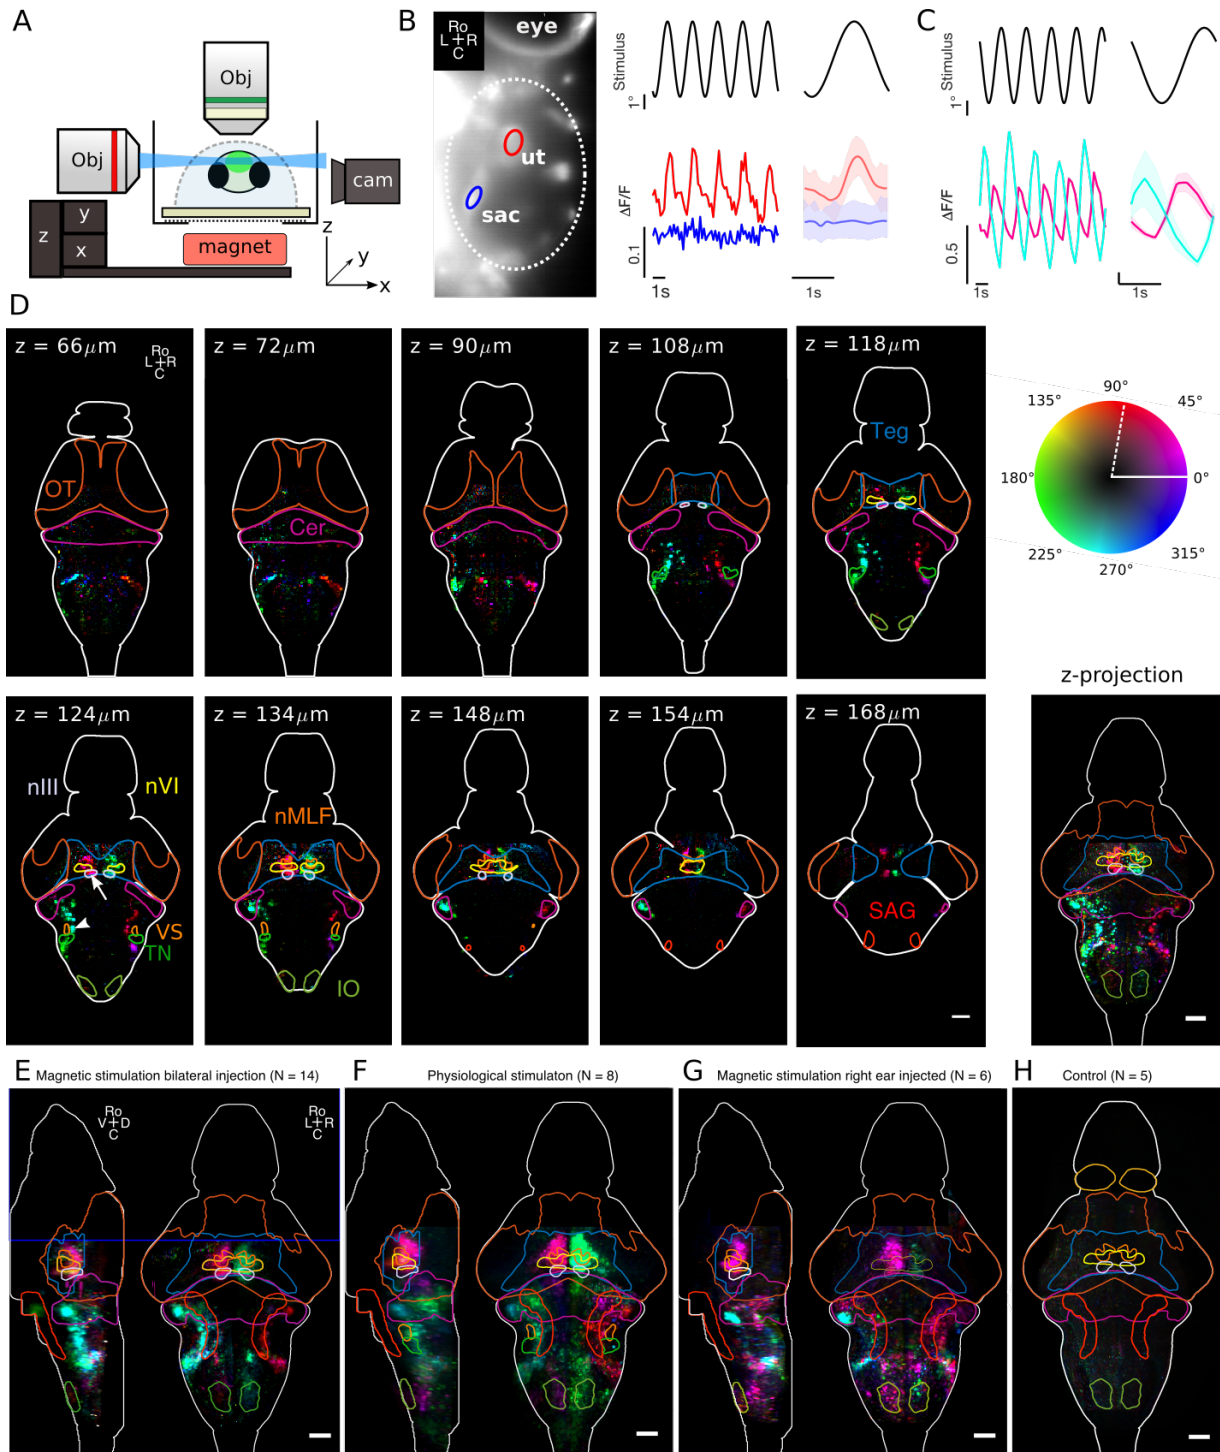 A
Obj
Obj
cam
z
y
x
magnet
z
y
x
B
Ro
L+R
C
eye
ut
sac
Stimulus
1°
ΔF/F
0.1
1s
1s
C
Stimulus
1°
ΔF/F
0.5
1s
1s
D
z = 66μm
Ro
L+R
C
OT
z = 72μm
Cer
z = 90μm
z = 108μm
z = 118μm
Teg
90°
135°
45°
180°
0°
225°
315°
270°
z = 124μm
nIII
nVI
VS
TN
z = 134μm
nMLF
IO
z = 148μm
z = 154μm
z = 168μm
SAG
z-projection
E
Magnetic stimulation bilateral injection (N = 14)
Ro
V+D
C
Ro
L+R
C
F
Physiological stimulaton (N = 8)
G
Magnetic stimulation right ear injected (N = 6)
H
Control (N = 5)